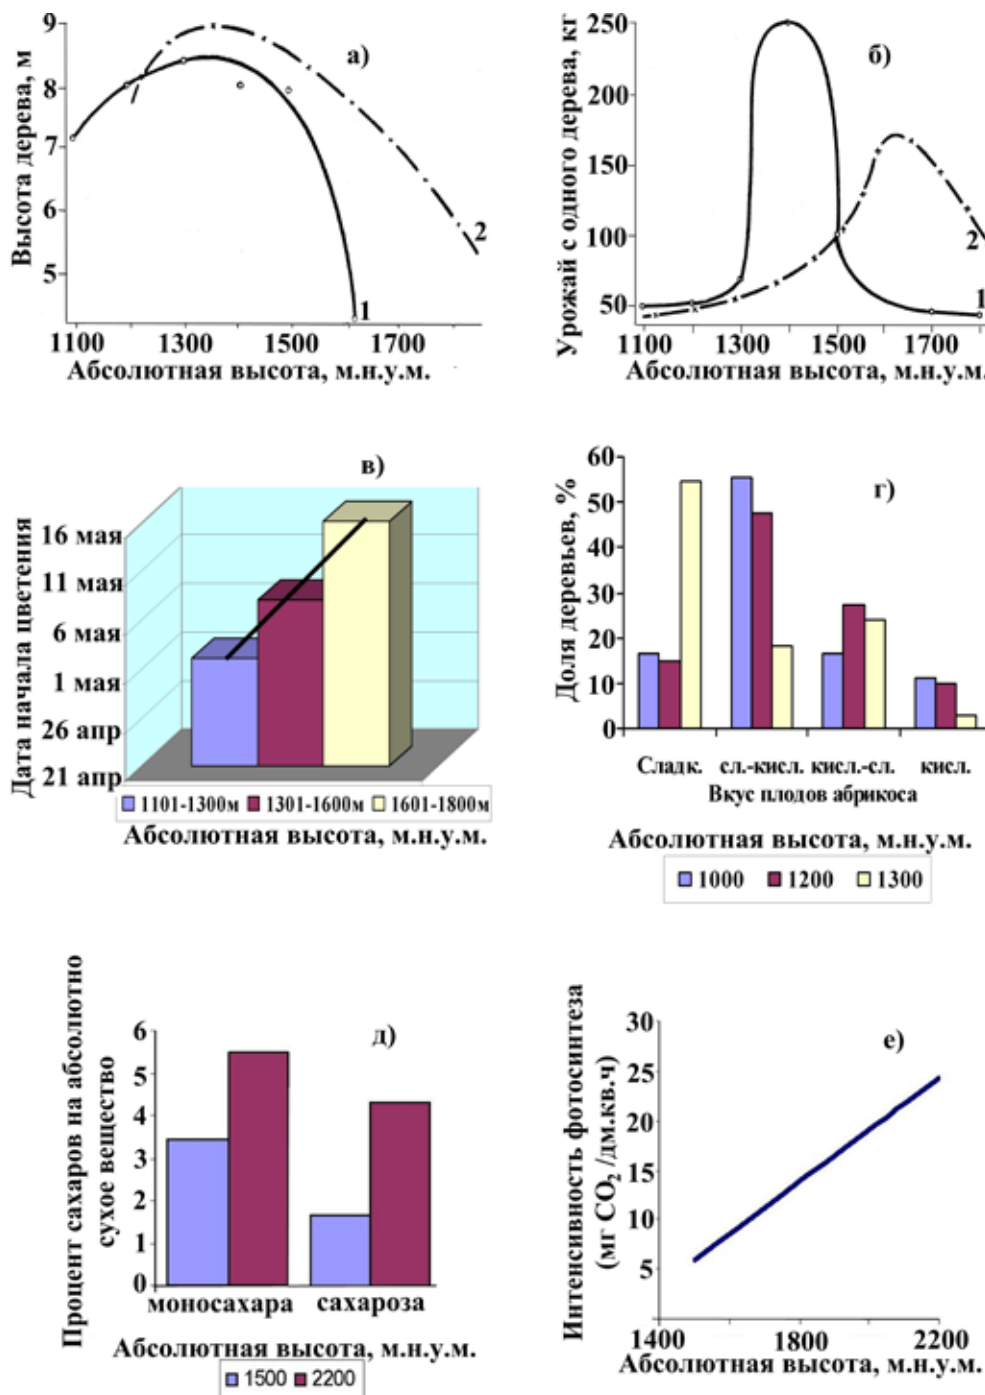 а)
Высота дерева, м
9
8
7
6
5
1
2
1100 1300 1500 1700
Абсолютная высота, м.н.у.м.
б)
Урожай с одного дерева, кг
250
200
150
100
50
2
1
1100 1300 1500 1700
Абсолютная высота, м.н.у.м.
в)
Дата начала цветения
16 мая
11 мая
6 мая
1 мая
26 апр
21 апр
1101-1300м 1301-1600м 1601-1800м
Абсолютная высота, м.н.у.м.
г)
Доля деревьев, %
60
50
40
30
20
10
0
Сладк. сл.-кисл. кисл.-сл. кисл.
Вкус плодов абрикоса
Абсолютная высота, м.н.у.м.
1000 1200 1300
д)
Процент сахаров на абсолютно
сухое вещество
6
5
4
3
2
1
0
моносахара сахароза
Абсолютная высота, м.н.у.м.
1500 2200
е)
Интенсивность фотосинтеза
(мг CO₂ /дм.кв.ч)
30
25
20
15
10
5
1400 1800 2200
Абсолютная высота, м.н.у.м.